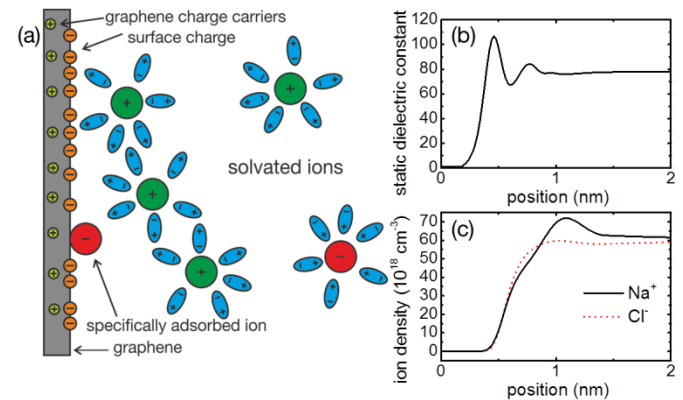 (a)
graphene charge carriers
surface charge
solvated ions
specifically adsorbed ion
graphene
(b)
static dielectric constant
120
100
80
60
40
20
0
0 1 2
position (nm)
(c)
ion density (10¹⁸ cm⁻³)
70
60
50
40
30
20
10
0
Na⁺
Cl⁻
0 1 2
position (nm)